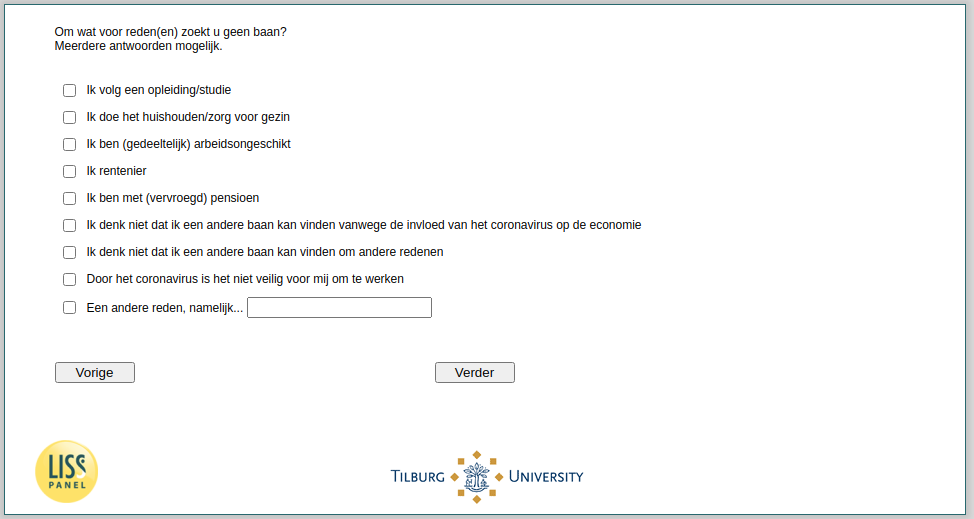 Om wat voor reden(en) zoekt u geen baan?
Meerdere antwoorden mogelijk.
Ik volg een opleiding/studie
Ik doe het huishouden/zorg voor gezin
Ik ben (gedeeltelijk) arbeidsongeschikt
Ik rentenier
Ik ben met (vervroegd) pensioen
Ik denk niet dat ik een andere baan kan vinden vanwege de invloed van het coronavirus op de economie
Ik denk niet dat ik een andere baan kan vinden om andere redenen
Door het coronavirus is het niet veilig voor mij om te werken
Een andere reden, namelijk...
Vorige Verder
LISS
PANEL
TILBURG UNIVERSITY